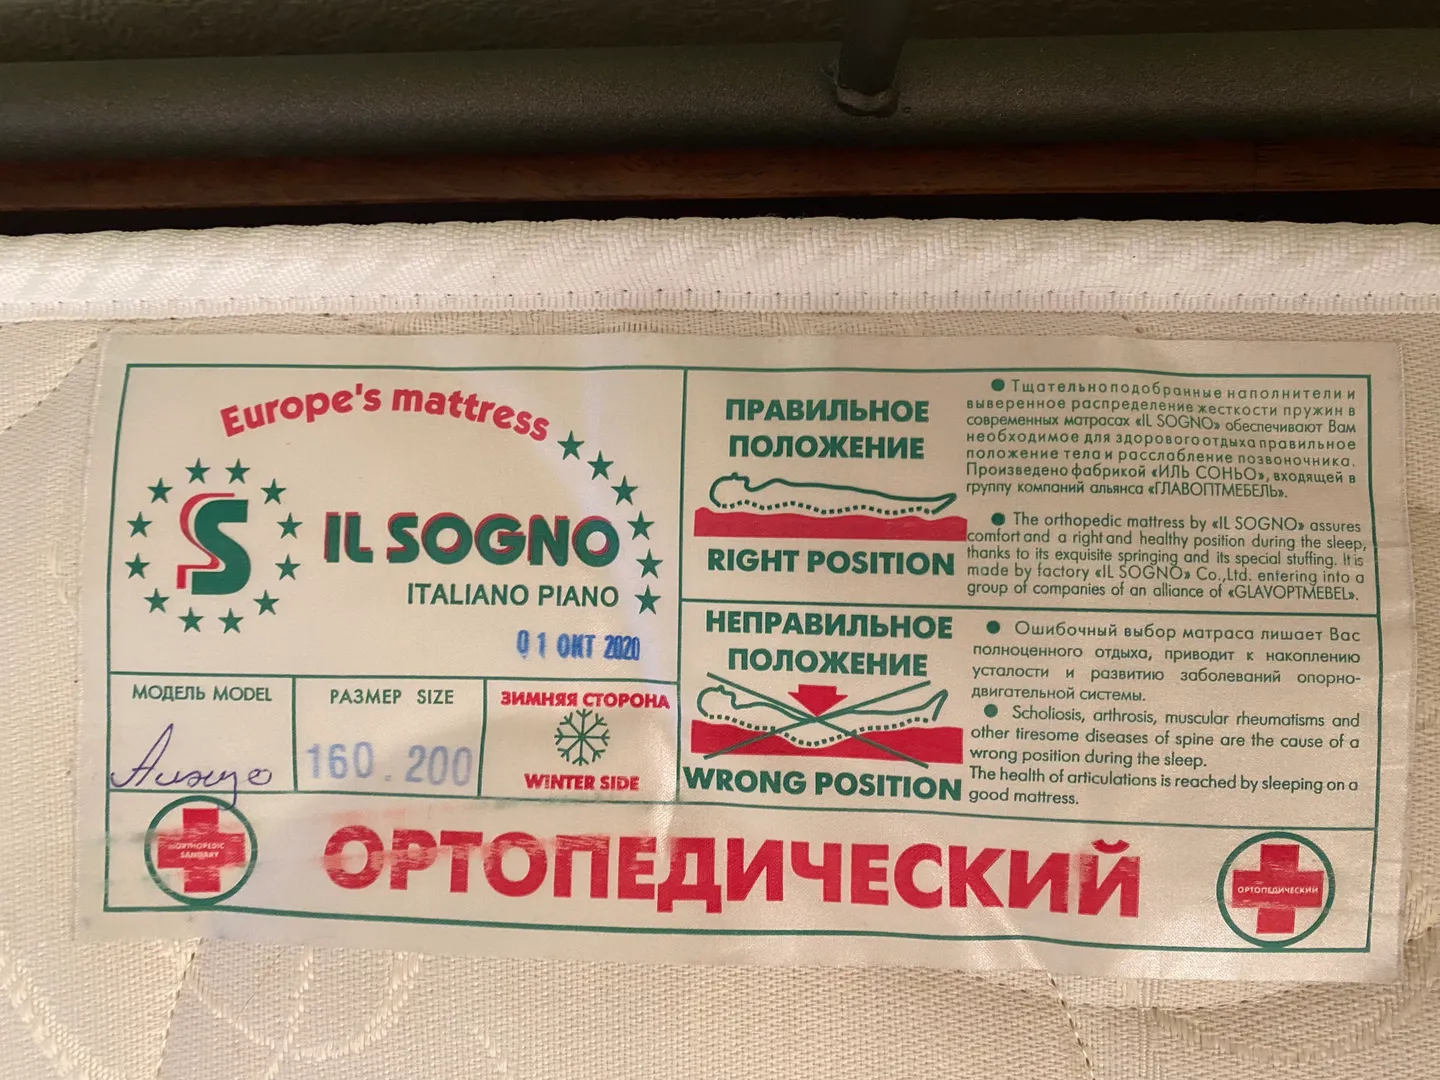 Europe's mattress
S
IL SOGNO
ITALIANO PIANO
01 ОКТ 2020
МОДЕЛЬ MODEL
РАЗМЕР SIZE
160.200
ЗИМНЯЯ СТОРОНА
WINTER SIDE
ПРАВИЛЬНОЕ
ПОЛОЖЕНИЕ
RIGHT POSITION
● Тщательно подобранные наполнители и
выверенное распределение жесткости пружин в
современных матрасах «IL SOGNO» обеспечивают Вам
необходимое для здорового отдыха правильное
положение тела и расслабление позвоночника.
Произведено фабрикой «ИЛЬ СОНЬО», входящей в
группу компаний альянса «ГЛАВОПТМЕБЕЛЬ».
● The orthopedic mattress by «IL SOGNO» assures
comfort and a right and healthy position during the sleep,
thanks to its exquisite springing and its special stuffing. It is
made by factory «IL SOGNO» Co.,Ltd. entering into a
group of companies of an alliance of «GLAVOPTMEBEL».
НЕПРАВИЛЬНОЕ
ПОЛОЖЕНИЕ
WRONG POSITION
● Ошибочный выбор матраса лишает Вас
полноценного отдыха, приводит к накоплению
усталости и развитию заболеваний опорно-
двигательной системы.
● Scholiosis, arthrosis, muscular rheumatisms and
other tiresome diseases of spine are the cause of a
wrong position during the sleep.
The health of articulations is reached by sleeping on a
good mattress.
ORTHOPEDIC
SANITARY
ОРТОПЕДИЧЕСКИЙ
ОРТОПЕДИЧЕСКИЙ